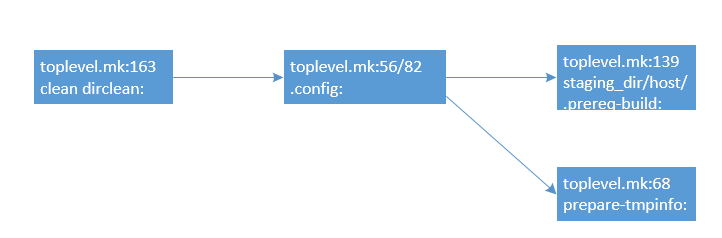 toplevel.mk:163
clean dirclean:
toplevel.mk:56/82
.config:
toplevel.mk:139
staging_dir/host/
.prereq-build:
toplevel.mk:68
prepare-tmpinfo: